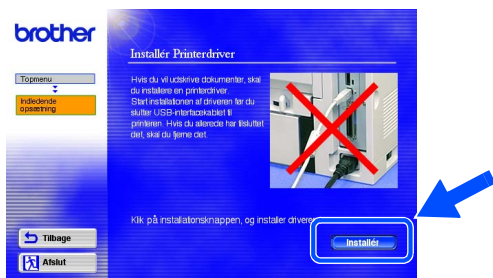 brother
Installér Printerdriver
Topmenu
Indledende
opsætning
Hvis du vil udskrive dokumenter, skal
du installere en printerdriver.
Start installationen af driveren før du
slutter USB-interfacekablet til
printeren. Hvis du allerede har tilsluttet
det, skal du fjerne det.
Klik på installationsknappen, og installer driveren
Installér
Tilbage
Afslut